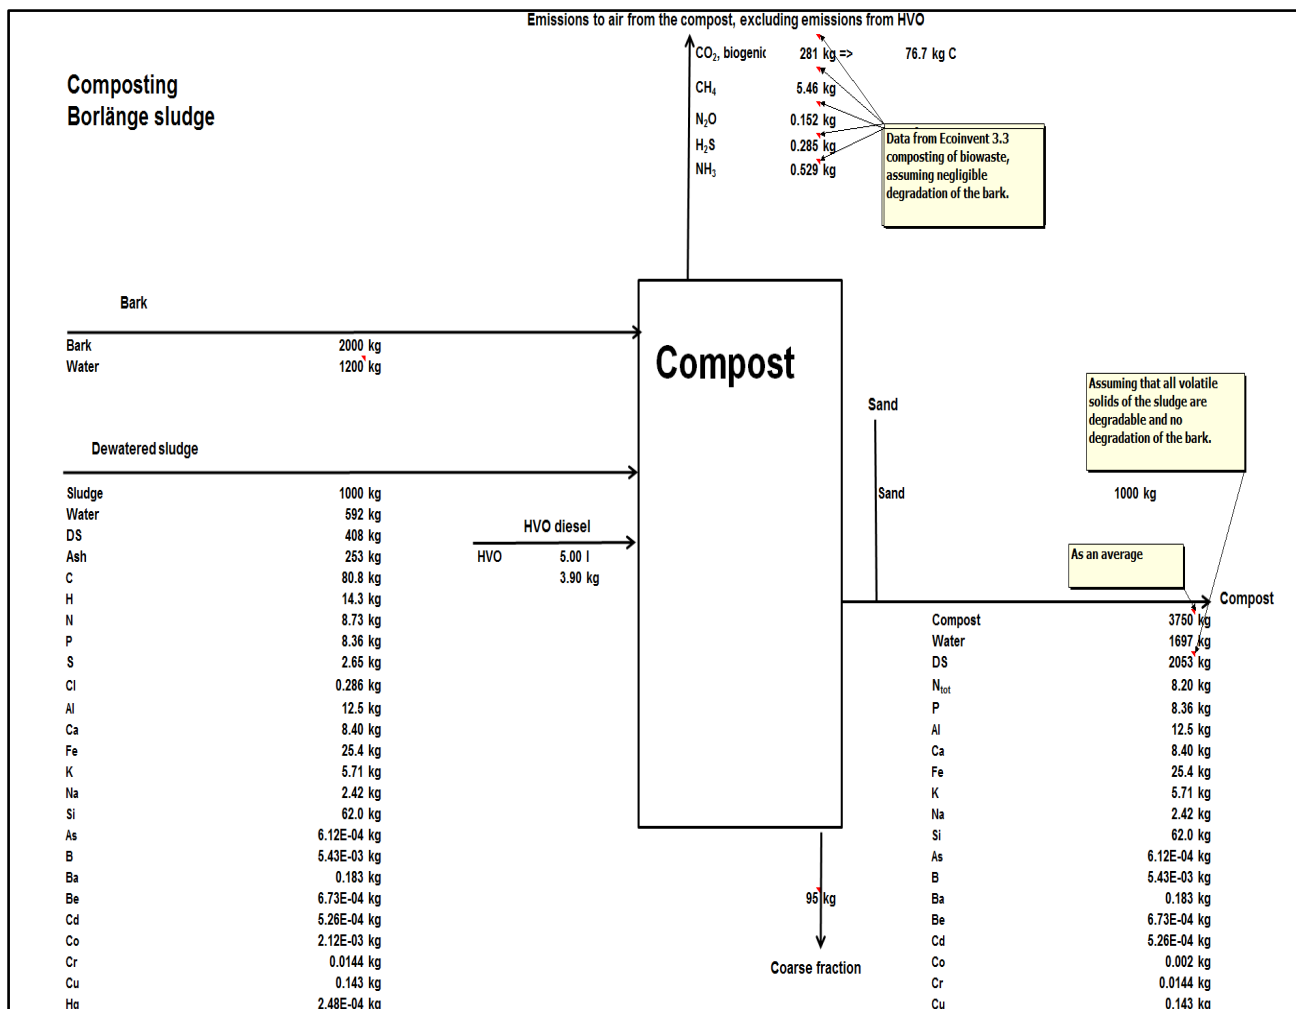 Emissions to air from the compost, excluding emissions from HVO
CO2, biogenic 281 kg => 76.7 kg C
CH4 5.46 kg
N2O 0.152 kg
H2S 0.285 kg
NH3 0.529 kg
Composting
Borlänge sludge
Data from Ecoinvent 3.3
composting of biowaste,
assuming negligible
degradation of the bark.
Bark
Bark 2000 kg
Water 1200 kg
Compost
Dewatered sludge
Sludge 1000 kg
Water 592 kg
DS 408 kg
Ash 253 kg
C 80.8 kg
H 14.3 kg
N 8.73 kg
P 8.36 kg
S 2.65 kg
Cl 0.286 kg
Al 12.5 kg
Ca 8.40 kg
Fe 25.4 kg
K 5.71 kg
Na 2.42 kg
Si 62.0 kg
As 6.12E-04 kg
B 5.43E-03 kg
Ba 0.183 kg
Be 6.73E-04 kg
Cd 5.26E-04 kg
Co 2.12E-03 kg
Cr 0.0144 kg
Cu 0.143 kg
Hg 2.48E-04 kg
HVO diesel
HVO 5.00 l
3.90 kg
Sand
Sand 1000 kg
Assuming that all volatile
solids of the sludge are
degradable and no
degradation of the bark.
As an average
Compost
Compost 3750 kg
Water 1697 kg
DS 2053 kg
Ntot 8.20 kg
P 8.36 kg
Al 12.5 kg
Ca 8.40 kg
Fe 25.4 kg
K 5.71 kg
Na 2.42 kg
Si 62.0 kg
As 6.12E-04 kg
B 5.43E-03 kg
Ba 0.183 kg
Be 6.73E-04 kg
Cd 5.26E-04 kg
Co 0.002 kg
Cr 0.0144 kg
Cu 0.143 kg
95 kg
Coarse fraction